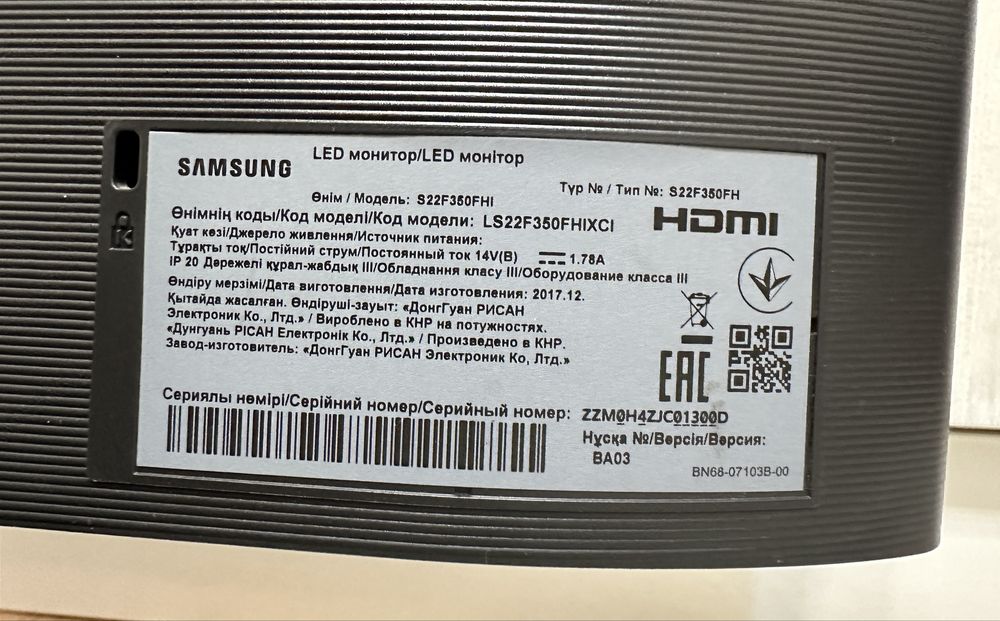 SAMSUNG
LED монитор/LED монітор
Өнім / Модель: S22F350FHI
Түр № / Тип №: S22F350FH
Өнімнің коды/Код моделі/Код модели: LS22F350FHIXCI
HDMI
Қуат көзі/Джерело живлення/Источник питания:
Тұрақты ток/Постійний струм/Постоянный ток 14V(В) 1.78A
IP 20 Дәрежелі құрал-жабдық III/Обладнання класу III/Оборудование класса III
Өндіру мерзімі/Дата виготовлення/Дата изготовления: 2017.12.
Қытайда жасалған. Өндіруші-зауыт: «ДонгГуан РИСАН
Электроник Ко., Лтд.» / Вироблено в КНР на потужностях.
«Дунгуань РІСАН Електронік Ко., Лтд.» / Произведено в КНР.
Завод-изготовитель: «ДонгГуан РИСАН Электроник Ко, Лтд.»
EAC
Сериялы нөмірі/Серійний номер/Серийный номер: ZZM0H4ZJC01300D
Нұсқа №/Версія/Версия:
BA03
BN68-07103B-00